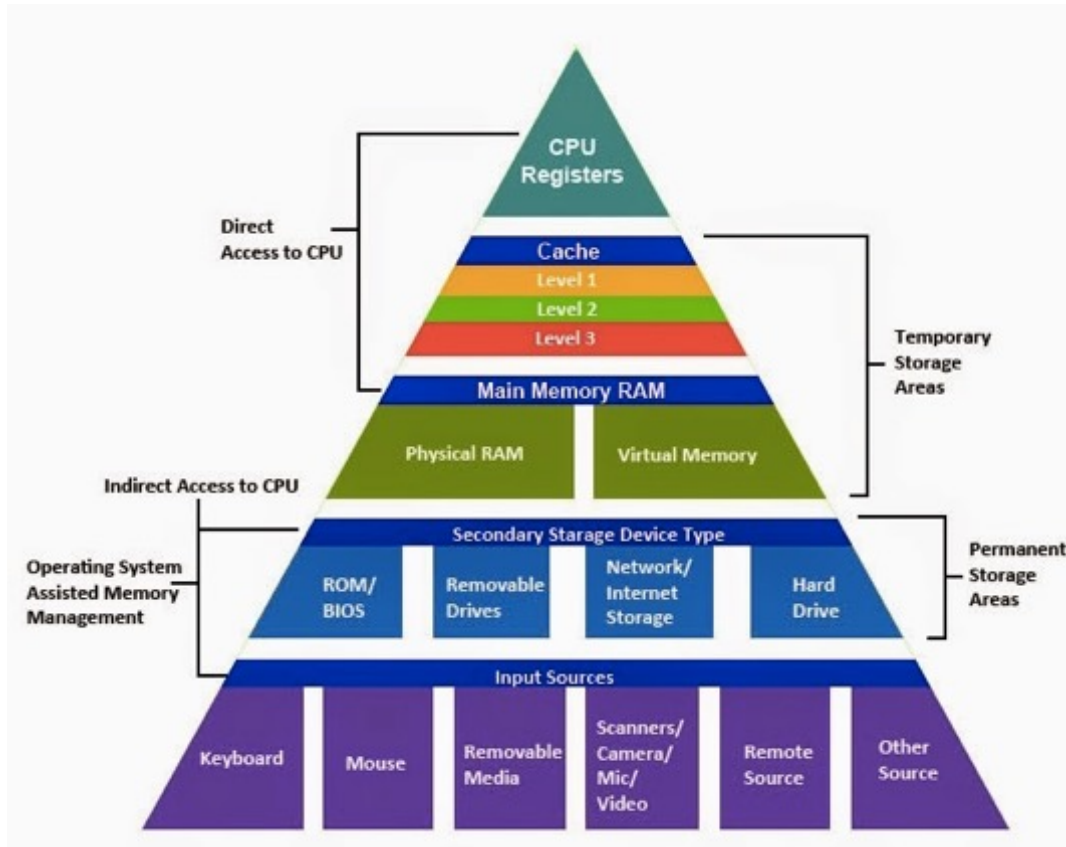 CPU
Registers
Direct
Access to CPU
Cache
Level 1
Level 2
Level 3
Temporary
Storage
Areas
Main Memory RAM
Physical RAM
Virtual Memory
Indirect Access to CPU
Secondary Starage Device Type
Operating System
Assisted Memory
Management
ROM/
BIOS
Removable
Drives
Network/
Internet
Storage
Hard
Drive
Permanent
Storage
Areas
Input Sources
Keyboard
Mouse
Removable
Media
Scanners/
Camera/
Mic/
Video
Remote
Source
Other
Source